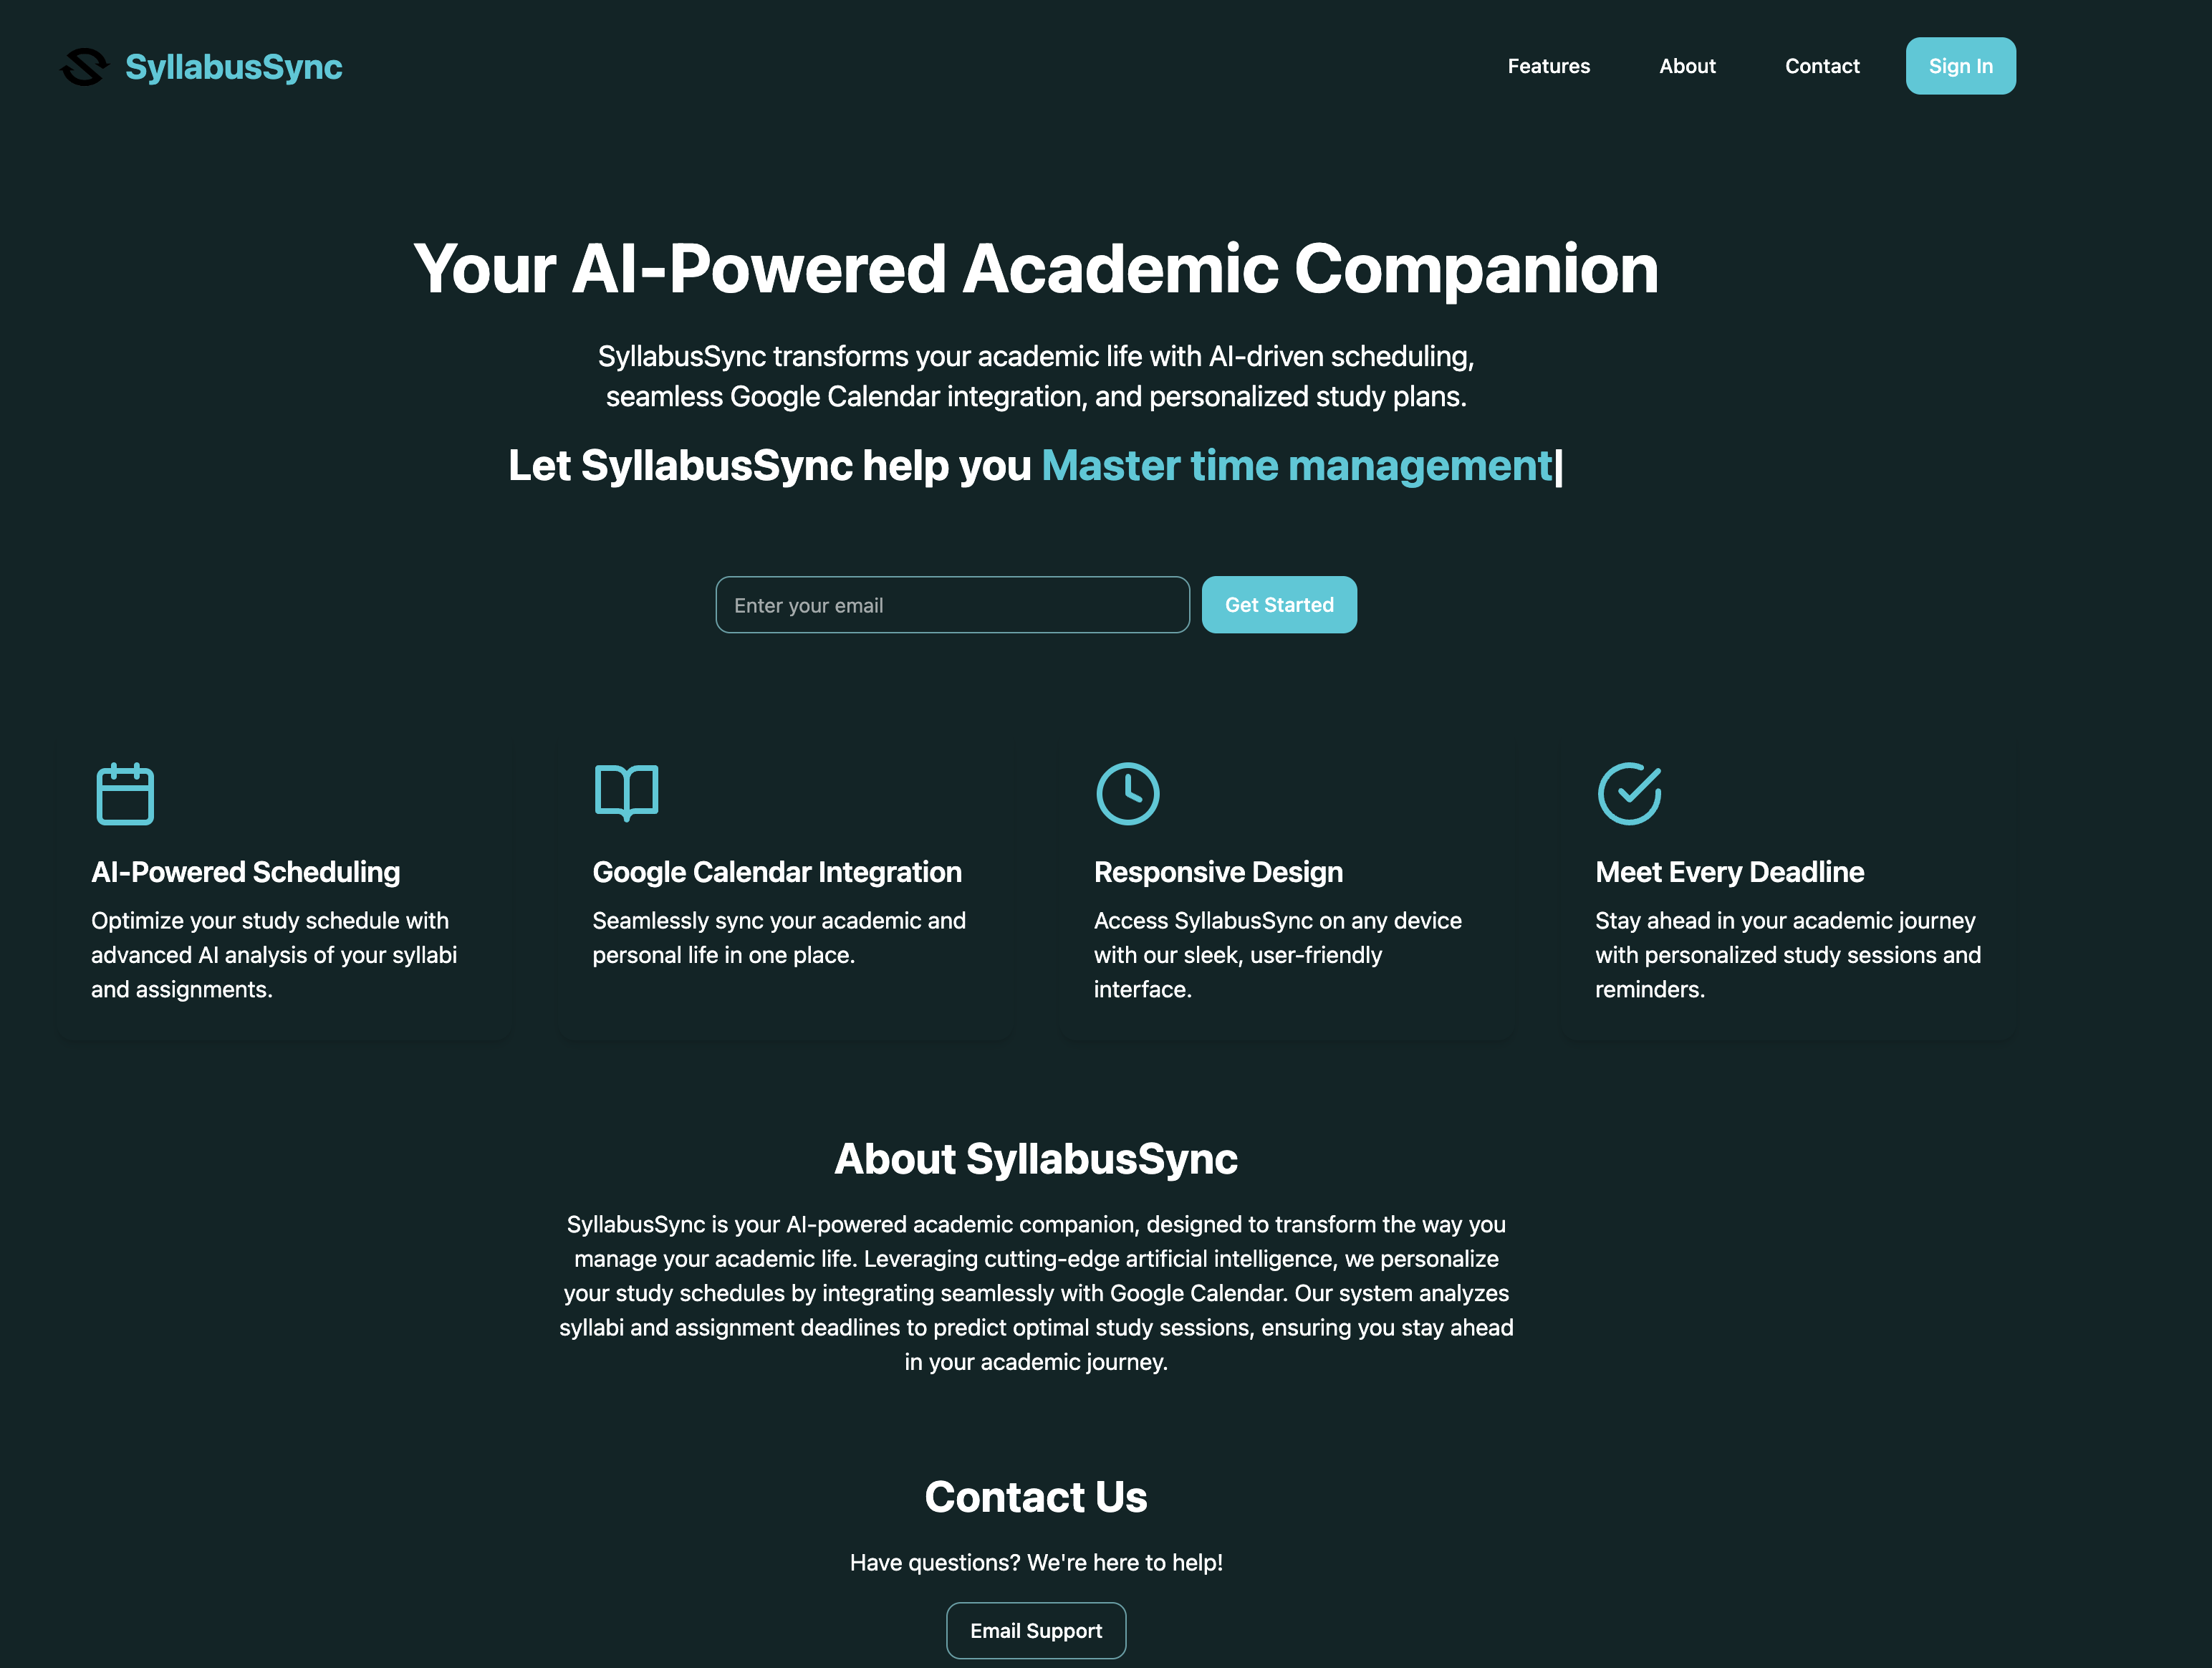 SyllabusSync
Features
About
Contact
Sign In
Your AI-Powered Academic Companion
SyllabusSync transforms your academic life with AI-driven scheduling,
seamless Google Calendar integration, and personalized study plans.
Let SyllabusSync help you Master time management|
Enter your email
Get Started
AI-Powered Scheduling
Optimize your study schedule with
advanced AI analysis of your syllabi
and assignments.
Google Calendar Integration
Seamlessly sync your academic and
personal life in one place.
Responsive Design
Access SyllabusSync on any device
with our sleek, user-friendly
interface.
Meet Every Deadline
Stay ahead in your academic journey
with personalized study sessions and
reminders.
About SyllabusSync
SyllabusSync is your AI-powered academic companion, designed to transform the way you
manage your academic life. Leveraging cutting-edge artificial intelligence, we personalize
your study schedules by integrating seamlessly with Google Calendar. Our system analyzes
syllabi and assignment deadlines to predict optimal study sessions, ensuring you stay ahead
in your academic journey.
Contact Us
Have questions? We're here to help!
Email Support